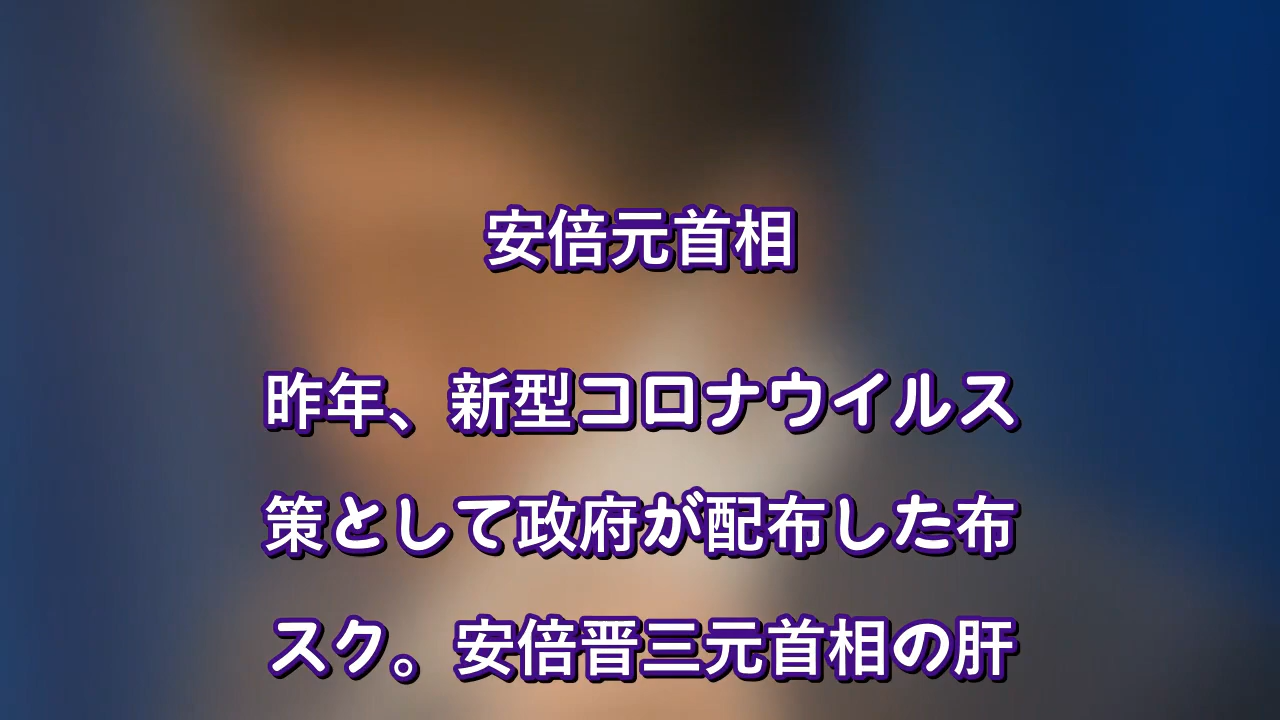 安倍元首相
昨年、新型コロナウイルス
策として政府が配布した布
スク。安倍晋三元首相の肝